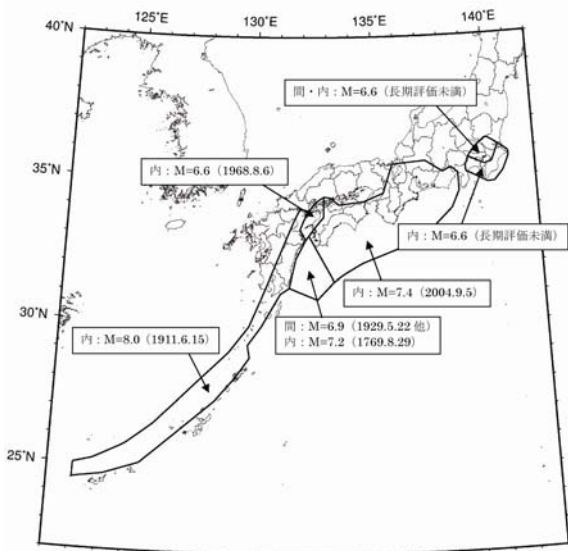 125°E
130°E
135°E
140°E
40°N
間・内：M=6.6（長期評価未満）
35°N
内：M=6.6（1968.8.6）
内：M=6.6（長期評価未満）
30°N
内：M=7.4（2004.9.5）
間：M=6.9（1929.5.22 他）
内：M=7.2（1769.8.29）
内：M=8.0（1911.6.15）
25°N